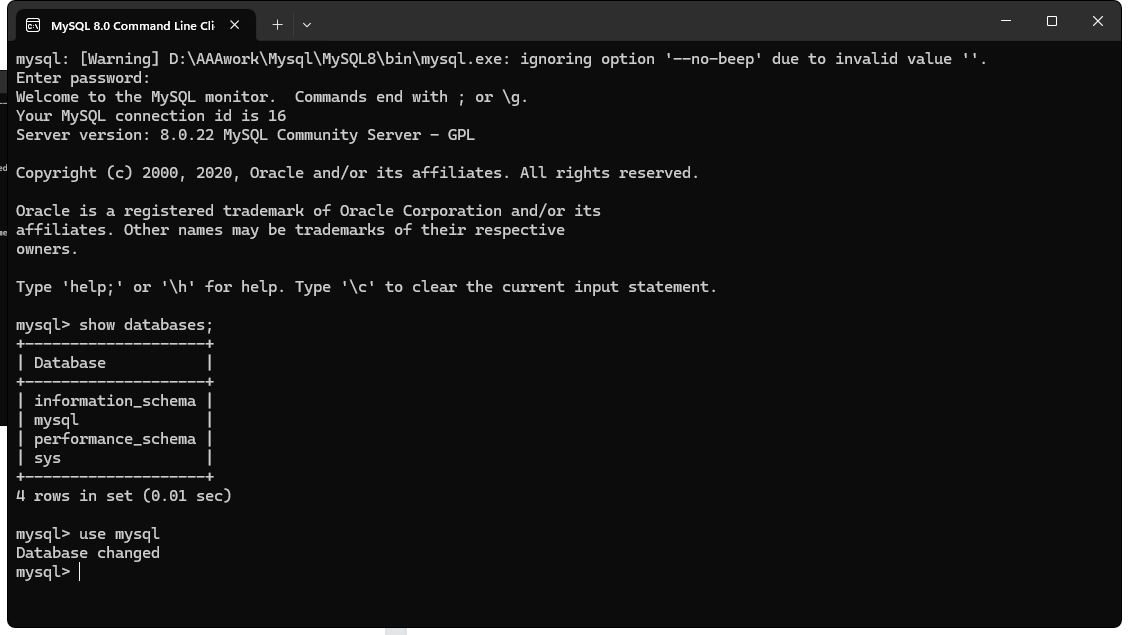 MySQL 8.0 Command Line Cli
mysql: [Warning] D:\AAAwork\Mysql\MySQL8\bin\mysql.exe: ignoring option '--no-beep' due to invalid value ''.
Enter password:
Welcome to the MySQL monitor.  Commands end with ; or \g.
Your MySQL connection id is 16
Server version: 8.0.22 MySQL Community Server - GPL
Copyright (c) 2000, 2020, Oracle and/or its affiliates. All rights reserved.
Oracle is a registered trademark of Oracle Corporation and/or its
affiliates. Other names may be trademarks of their respective
owners.
Type 'help;' or '\h' for help. Type '\c' to clear the current input statement.
mysql> show databases;
+--------------------+
| Database           |
+--------------------+
| information_schema |
| mysql              |
| performance_schema |
| sys                |
+--------------------+
4 rows in set (0.01 sec)
mysql> use mysql
Database changed
mysql>